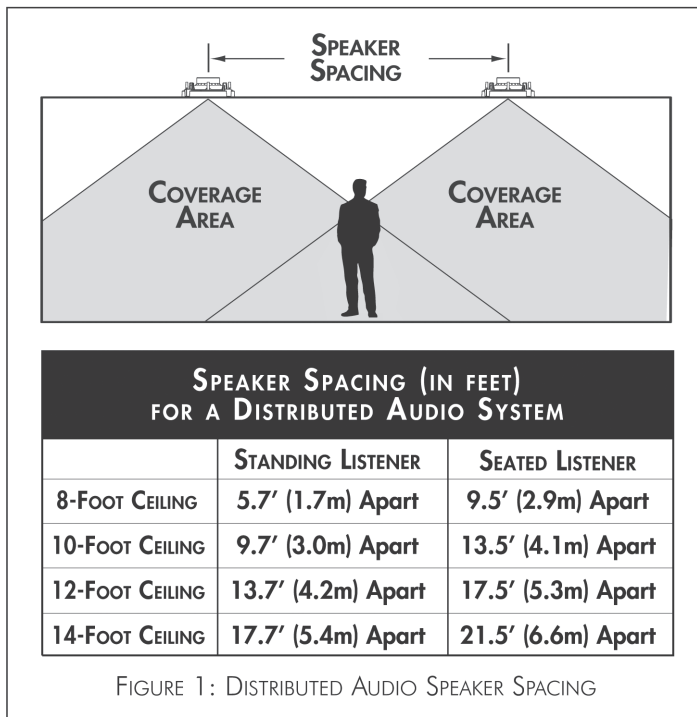 SPEAKER
SPACING
COVERAGE
AREA
COVERAGE
AREA
SPEAKER SPACING (IN FEET)
FOR A DISTRIBUTED AUDIO SYSTEM
STANDING LISTENER SEATED LISTENER
8-FOOT CEILING 5.7′ (1.7m) Apart 9.5′ (2.9m) Apart
10-FOOT CEILING 9.7′ (3.0m) Apart 13.5′ (4.1m) Apart
12-FOOT CEILING 13.7′ (4.2m) Apart 17.5′ (5.3m) Apart
14-FOOT CEILING 17.7′ (5.4m) Apart 21.5′ (6.6m) Apart
FIGURE 1: DISTRIBUTED AUDIO SPEAKER SPACING